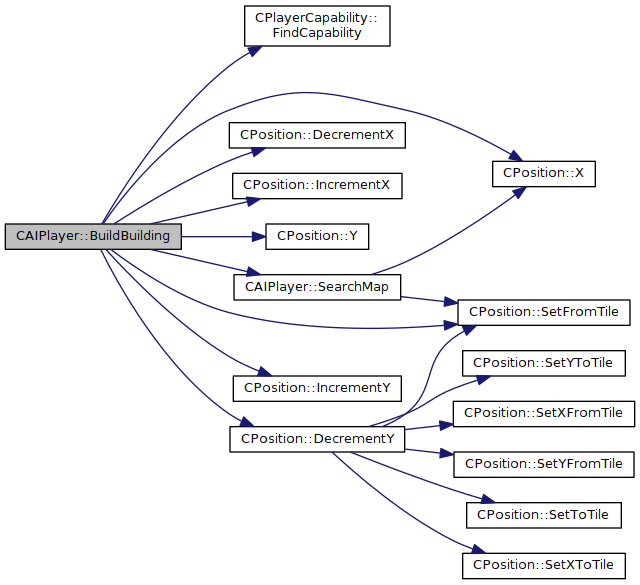 CPlayerCapability::
FindCapability
CPosition::DecrementX
CPosition::X
CPosition::IncrementX
CAIPlayer::BuildBuilding
CPosition::Y
CAIPlayer::SearchMap
CPosition::SetFromTile
CPosition::SetYToTile
CPosition::IncrementY
CPosition::SetXFromTile
CPosition::DecrementY
CPosition::SetYFromTile
CPosition::SetToTile
CPosition::SetXToTile